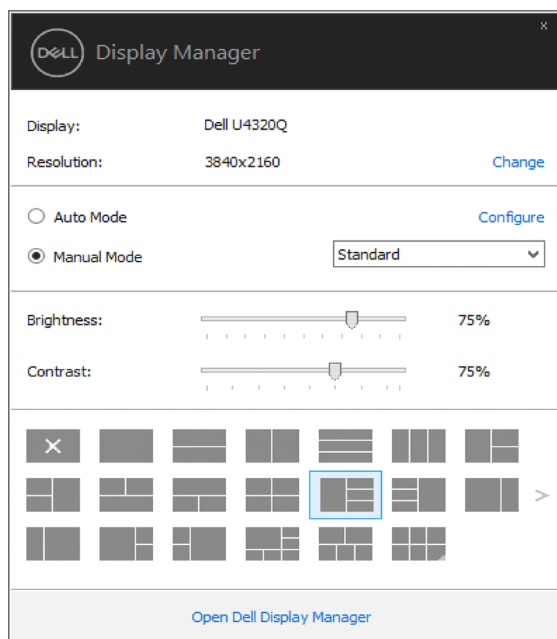 x
DELL Display Manager
Display: Dell U4320Q
Resolution: 3840x2160 Change
Auto Mode Configure
Manual Mode Standard
Brightness: 75%
Contrast: 75%
Open Dell Display Manager